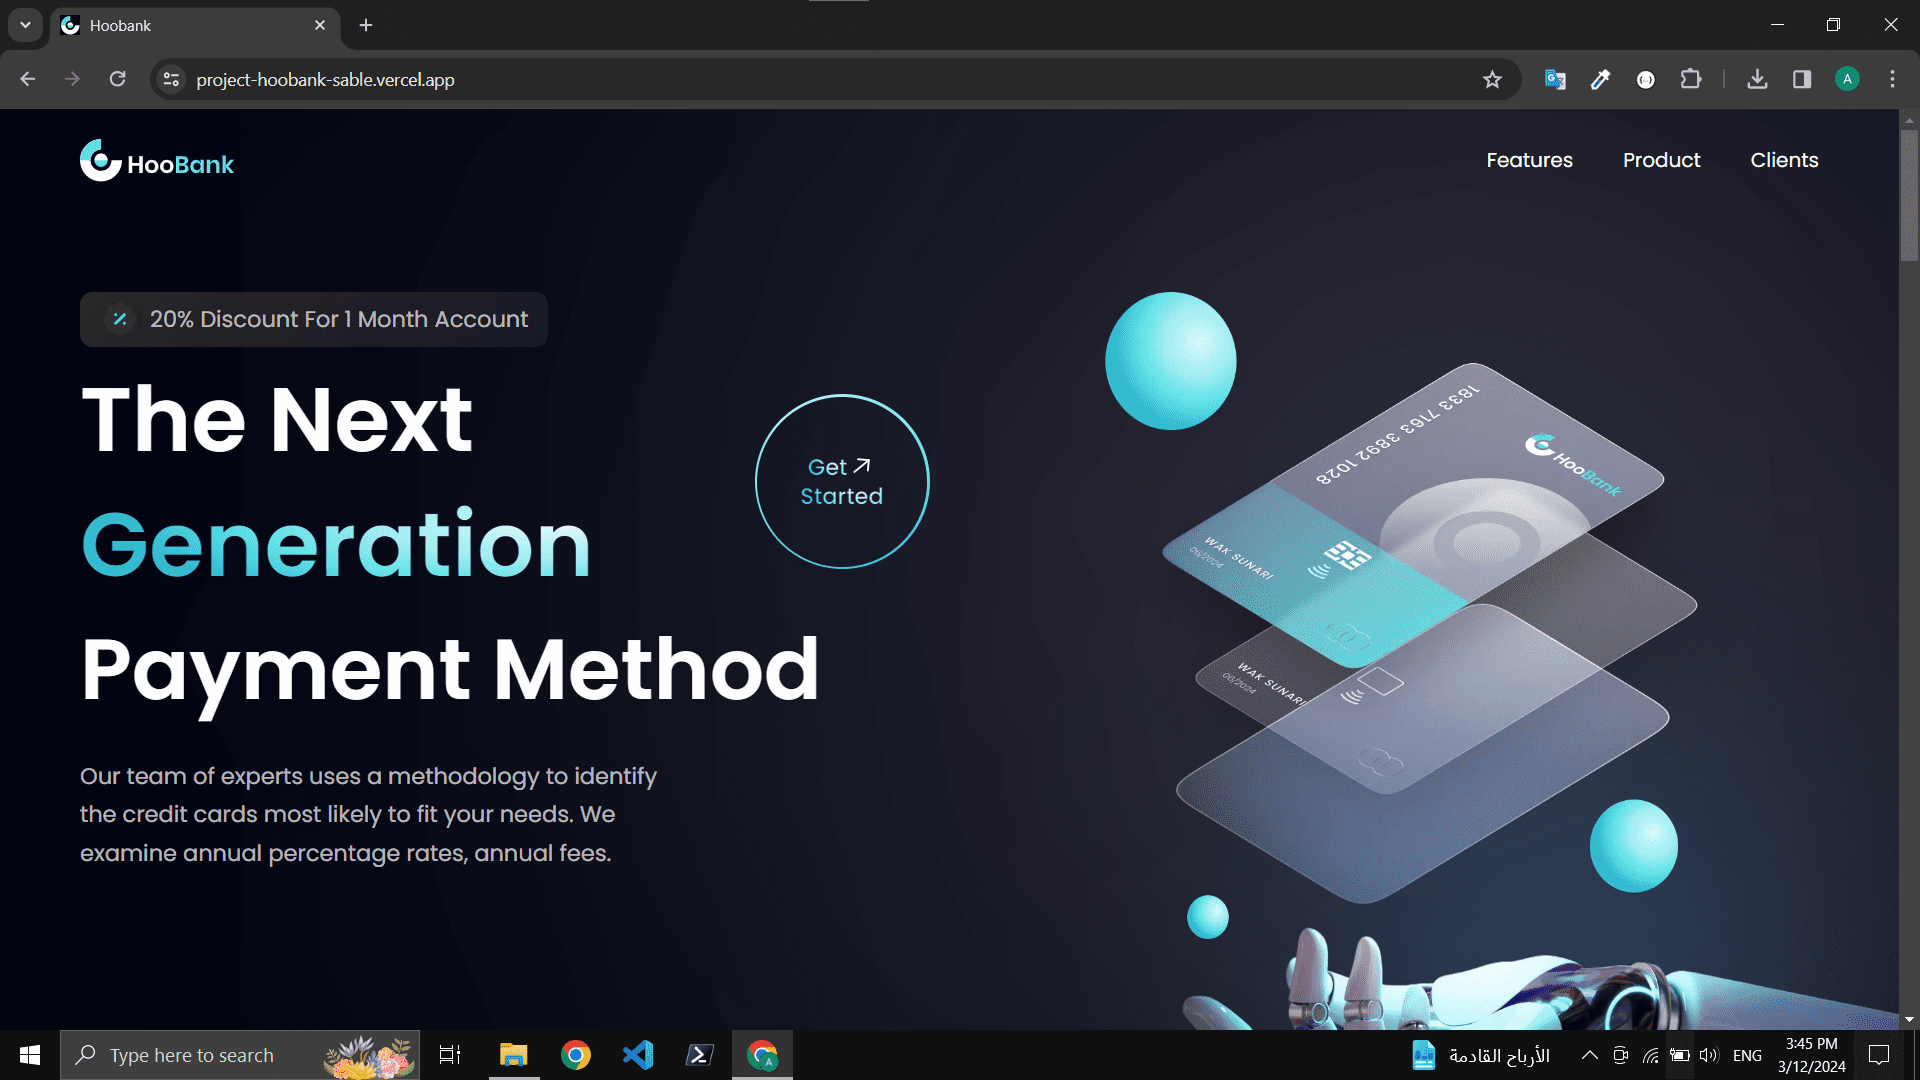 Hoobank
project-hoobank-sable.vercel.app
A
HooBank
Features
Product
Clients
20% Discount For 1 Month Account
The Next
Generation
Payment Method
Get
Started
Our team of experts uses a methodology to identify
the credit cards most likely to fit your needs. We
examine annual percentage rates, annual fees.
1833 7163 3892 1028
HooBank
WAK SUNARI
06/2024
WAK SUNARI
06/2024
Type here to search
الأرباح القادمة
ENG
3:45 PM
3/12/2024